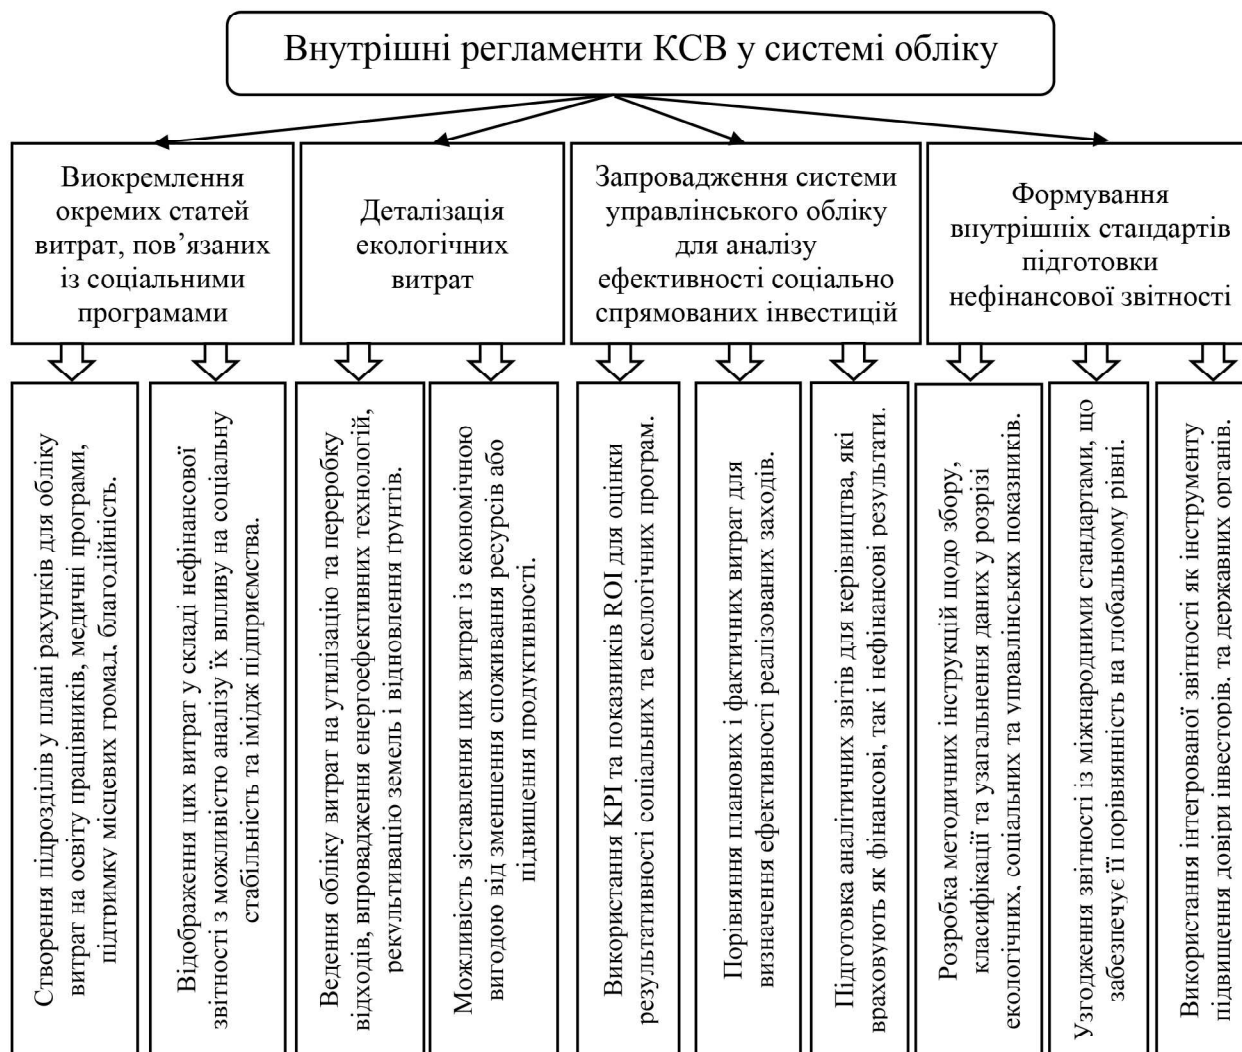 Внутрішні регламенти КСВ у системі обліку
Виокремлення
окремих статей
витрат, пов’язаних
із соціальними
програмами
Деталізація
екологічних
витрат
Запровадження системи
управлінського обліку
для аналізу
ефективності соціально
спрямованих інвестицій
Формування
внутрішніх стандартів
підготовки
нефінансової звітності
Створення підрозділів у плані рахунків для обліку
витрат на освіту працівників, медичні програми,
підтримку місцевих громад, благодійність.
Відображення цих витрат у складі нефінансової
звітності з можливістю аналізу їх впливу на соціальну
стабільність та імідж підприємства.
Ведення обліку витрат на утилізацію та переробку
відходів, впровадження енергоефективних технологій,
рекультивацію земель і відновлення ґрунтів.
Можливість зіставлення цих витрат із економічною
вигодою від зменшення споживання ресурсів або
підвищення продуктивності.
Використання KPI та показників ROI для оцінки
результативності соціальних та екологічних програм.
Порівняння планових і фактичних витрат для
визначення ефективності реалізованих заходів.
Підготовка аналітичних звітів для керівництва, які
враховують як фінансові, так і нефінансові результати.
Розробка методичних інструкцій щодо збору,
класифікації та узагальнення даних у розрізі
екологічних, соціальних та управлінських показників.
Узгодження звітності із міжнародними стандартами, що
забезпечує її порівнянність на глобальному рівні.
Використання інтегрованої звітності як інструменту
підвищення довіри інвесторів, та державних органів.